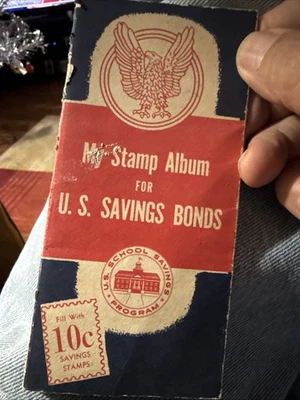 My Stamp Album
FOR
U. S. SAVINGS BONDS
U. S. SCHOOL SAVINGS
PROGRAM
Fill With
10c
SAVINGS
STAMPS